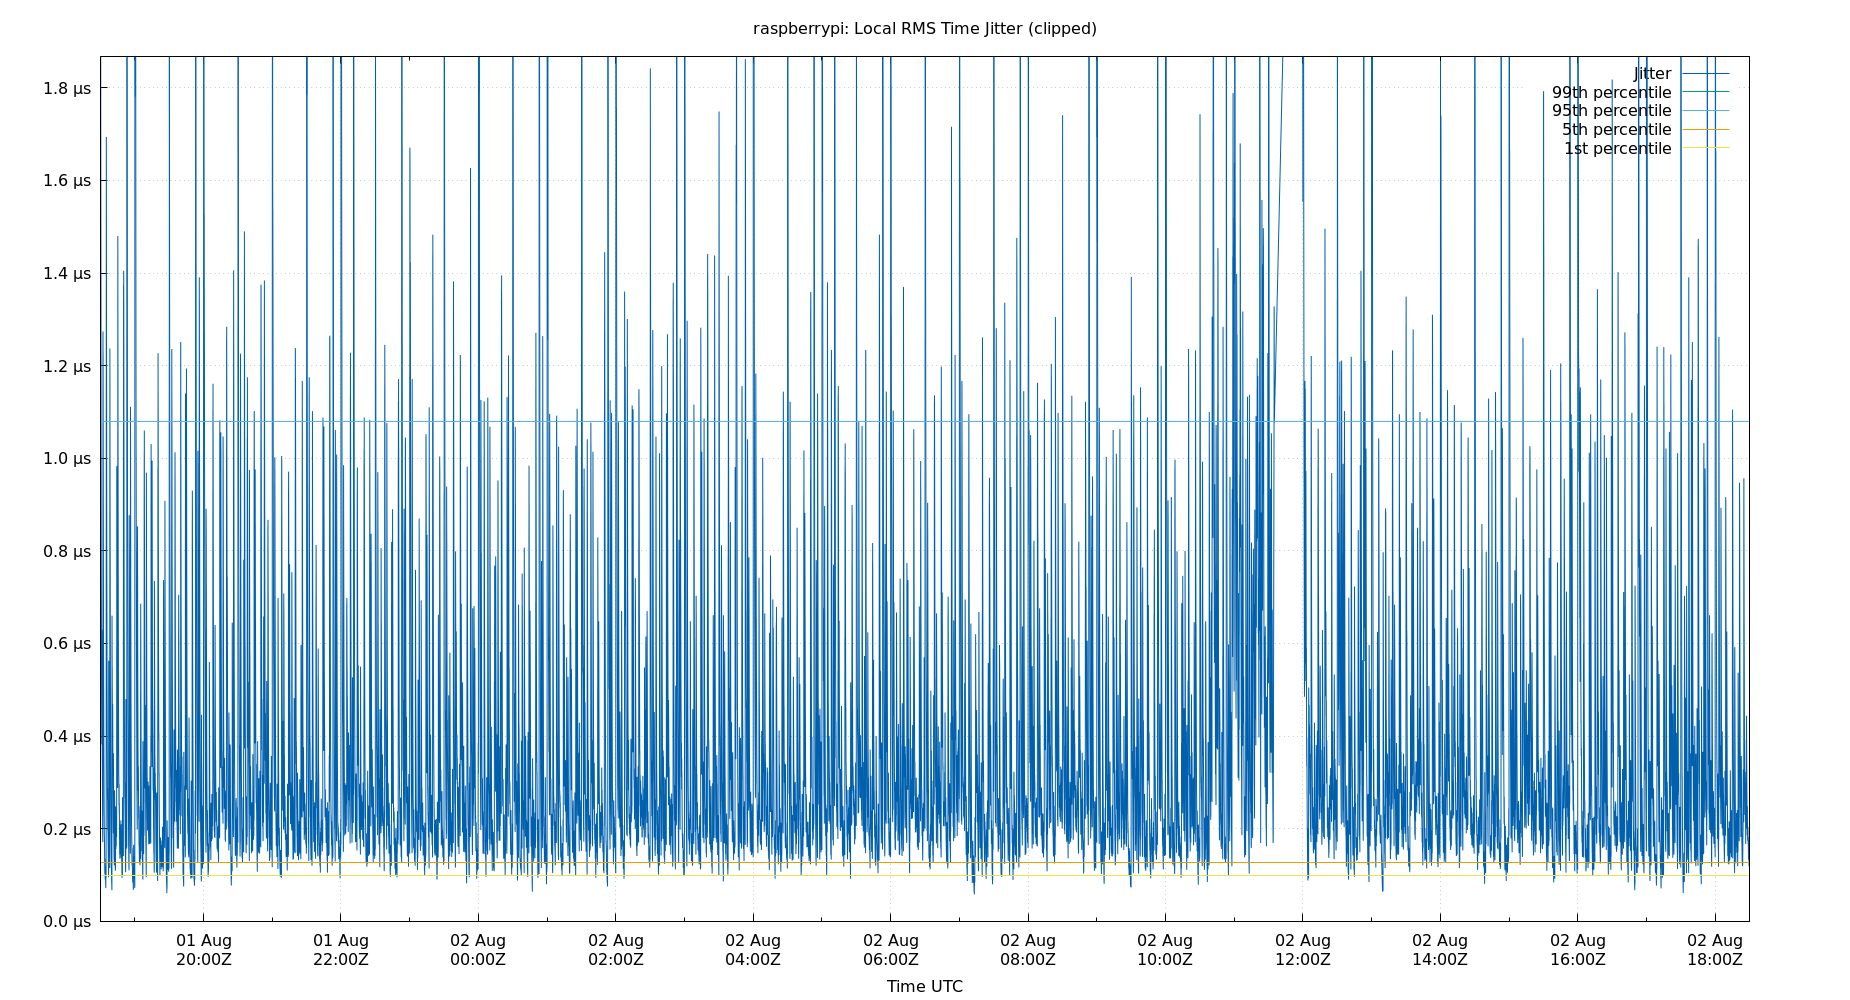 raspberrypi: Local RMS Time Jitter (clipped)
Jitter
99th percentile
95th percentile
5th percentile
1st percentile
1.8 µs
1.6 µs
1.4 µs
1.2 µs
1.0 µs
0.8 µs
0.6 µs
0.4 µs
0.2 µs
0.0 µs
01 Aug 01 Aug 02 Aug 02 Aug 02 Aug 02 Aug 02 Aug 02 Aug 02 Aug 02 Aug 02 Aug 02 Aug
20:00Z 22:00Z 00:00Z 02:00Z 04:00Z 06:00Z 08:00Z 10:00Z 12:00Z 14:00Z 16:00Z 18:00Z
Time UTC